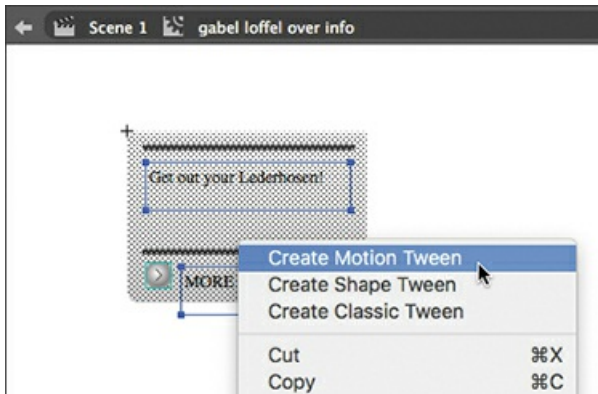 Scene 1 gabel loffel over info
Get out your Lederhosen!
MORE
Create Motion Tween
Create Shape Tween
Create Classic Tween
Cut ⌘X
Copy ⌘C